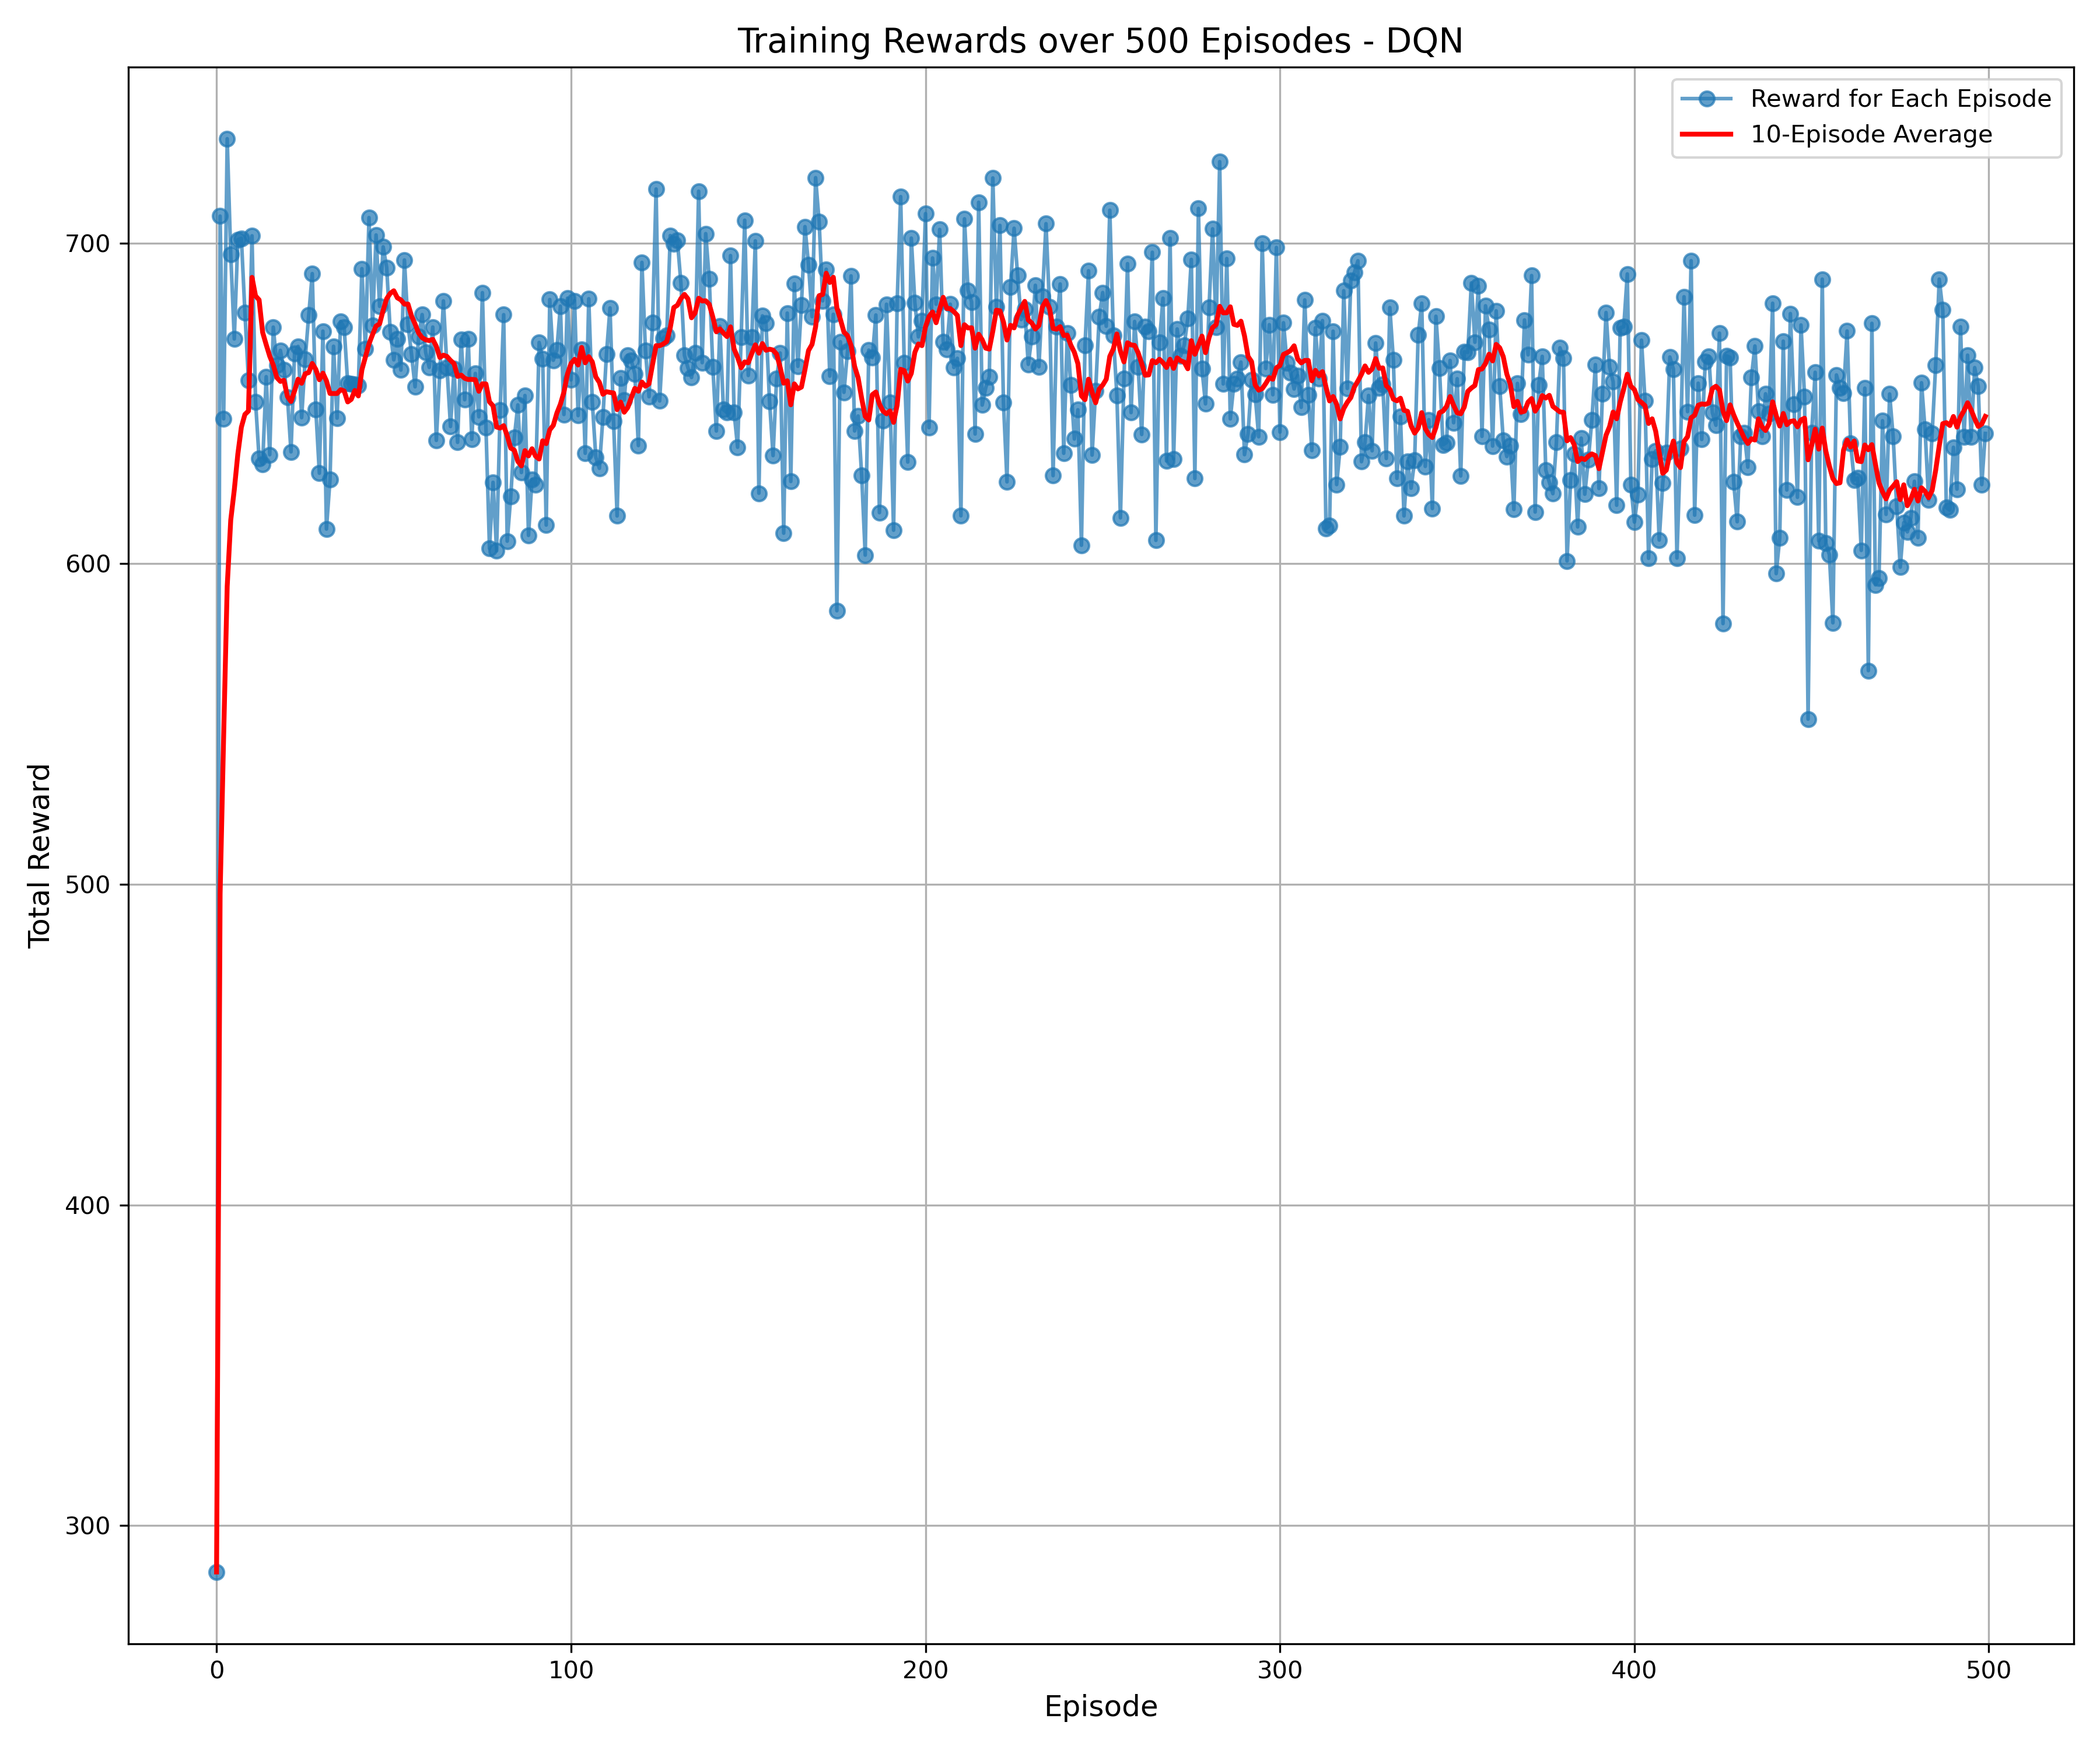 Training Rewards over 500 Episodes - DQN
Reward for Each Episode
10-Episode Average
Total Reward
700
600
500
400
300
0 100 200 300 400 500
Episode